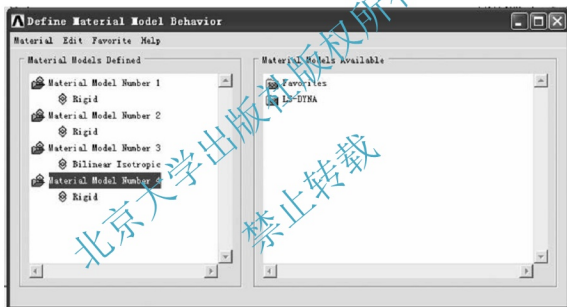 Define Material Model Behavior
Material Edit Favorite Help
Material Models Defined
Material Models Available
Material Model Number 1
Rigid
Material Model Number 2
Rigid
Material Model Number 3
Bilinear Isotropic
Material Model Number
Rigid
Favorites
LS-DYNA
北京大学出版社版权所有
禁止转载